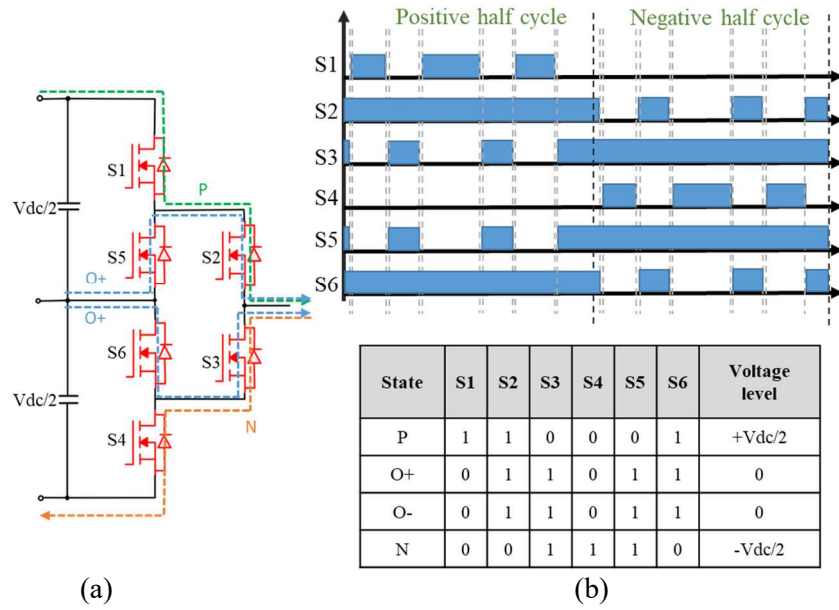 Positive half cycle Negative half cycle
S1
S2
S3
S4
S5
S6
S1
P
Vdc/2
S5
S2
O+
O+
S6
S3
Vdc/2
S4
N
State S1 S2 S3 S4 S5 S6 Voltage level
P 1 1 0 0 0 1 +Vdc/2
O+ 0 1 1 0 1 1 0
O- 0 1 1 0 1 1 0
N 0 0 1 1 1 0 -Vdc/2
(a) (b)